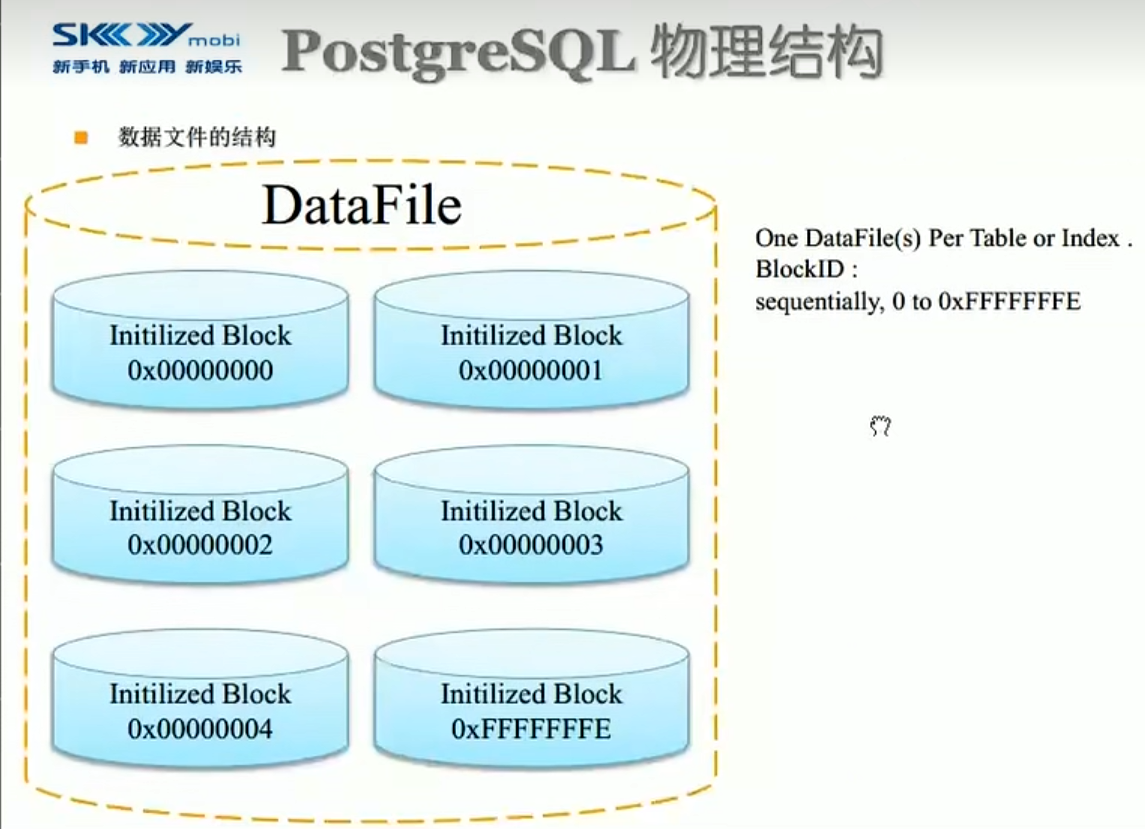 SKYmobi
新手机 新应用 新娱乐
PostgreSQL 物理结构
数据文件的结构
DataFile
One DataFile(s) Per Table or Index .
BlockID :
sequentially, 0 to 0xFFFFFFFE
Initilized Block
0x00000000
Initilized Block
0x00000001
Initilized Block
0x00000002
Initilized Block
0x00000003
Initilized Block
0x00000004
Initilized Block
0xFFFFFFFE